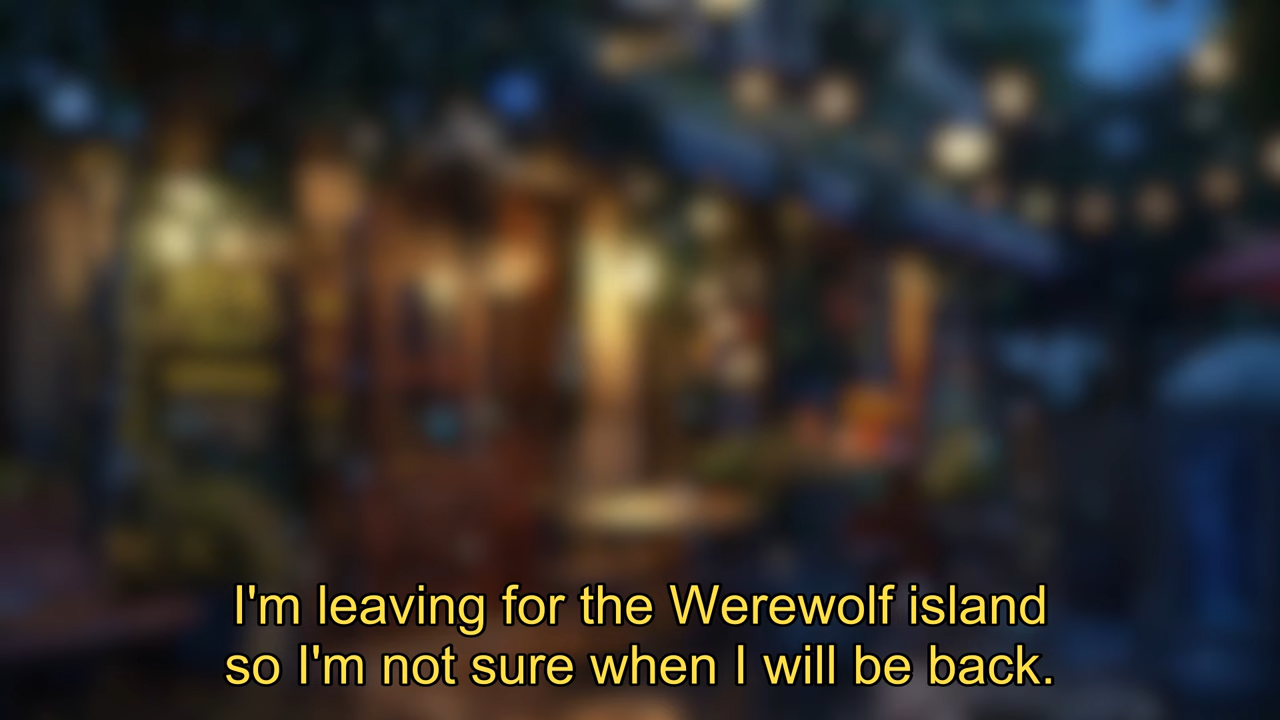 I'm leaving for the Werewolf island
so I'm not sure when I will be back.